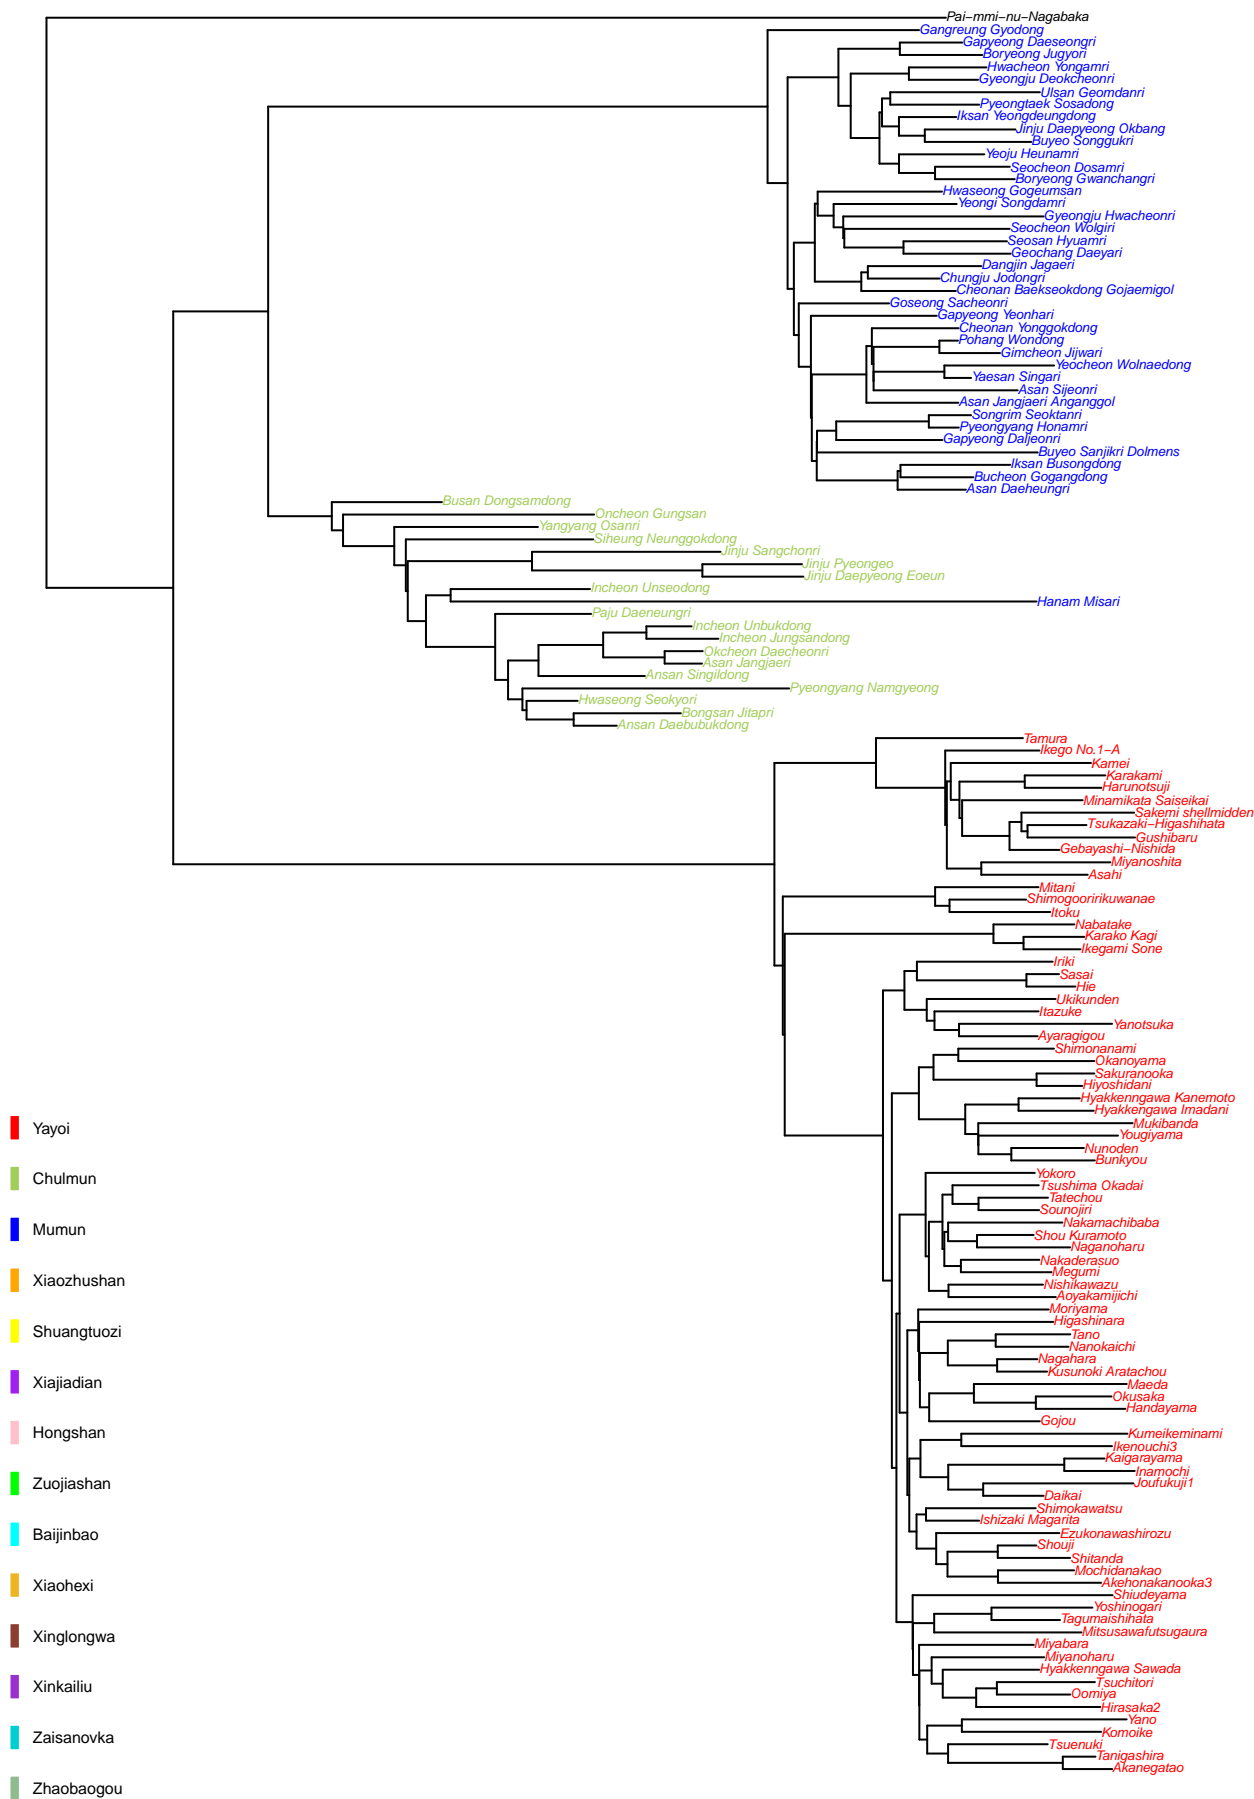 Pai-mmi-nu-Nagabaka
Gangreung Gyodong
Gapyeong Daeseongri
Boryeong Jugyori
Hwacheon Yongamri
Gyeongju Deokcheonri
Ulsan Geomdanri
Pyeongtaek Sosadong
Iksan Yeongdeungdong
Jinju Daepyeong Okbang
Buyeo Songgukri
Yeoju Heunamri
Seocheon Dosamri
Boryeong Gwanchangri
Hwaseong Gogeumsan
Yeongi Songdamri
Gyeongju Hwacheonri
Seocheon Wolgiri
Seosan Hyuamri
Geochang Daeyari
Dangjin Jagaeri
Chungju Jodongri
Cheonan Baekseokdong Gojaemigol
Goseong Sacheonri
Gapyeong Yeonhari
Cheonan Yonggokdong
Pohang Wondong
Gimcheon Jijwari
Yeocheon Wolnaedong
Yaesan Singari
Asan Sijeonri
Asan Jangjaeri Anganggol
Songrim Seoktanri
Pyeongyang Honamri
Gapyeong Daljeonri
Buyeo Sanjikri Dolmens
Iksan Busongdong
Bucheon Gogangdong
Asan Daeheungri
Busan Dongsamdong
Oncheon Gungsan
Yangyang Osanri
Siheung Neunggokdong
Jinju Sangchonri
Jinju Pyeongeo
Jinju Daepyeong Eoeun
Incheon Unseodong
Hanam Misari
Paju Daeneungri
Incheon Unbukdong
Incheon Jungsandong
Okcheon Daecheonri
Asan Jangjaeri
Ansan Singildong
Pyeongyang Namgyeong
Hwaseong Seokyori
Bongsan Jitapri
Ansan Daebubukdong
Tamura
Ikego No.1-A
Kamei
Karakami
Harunotsuji
Minamikata Saiseikai
Sakemi shellmidden
Tsukazaki-Higashihata
Gushibaru
Gebayashi-Nishida
Miyanoshita
Asahi
Mitani
Shimogooririkuwanae
Itoku
Nabatake
Karako Kagi
Ikegami Sone
Iriki
Sasai
Hie
Ukikunden
Itazuke
Yanotsuka
Ayaragigou
Shimonanami
Okanoyama
Sakuranooka
Hiyoshidani
Hyakkenngawa Kanemoto
Hyakkengawa Imadani
Mukibanda
Yougiyama
Nunoden
Bunkyou
Yokoro
Tsushima Okadai
Tatechou
Sounojiri
Nakamachibaba
Shou Kuramoto
Naganoharu
Nakaderasuo
Megumi
Nishikawazu
Aoyakamijichi
Moriyama
Higashinara
Tano
Nanokaichi
Nagahara
Kusunoki Aratachou
Maeda
Okusaka
Handayama
Gojou
Kumeikeminami
Ikenouchi3
Kaigarayama
Inamochi
Joufukuji1
Daikai
Shimokawatsu
Ishizaki Magarita
Ezukonawashirozu
Shouji
Shitanda
Mochidanakao
Akehonakanooka3
Shiudeyama
Yoshinogari
Tagumaishihata
Mitsusawafutsugaura
Miyabara
Miyanoharu
Hyakkenngawa Sawada
Tsuchitori
Oomiya
Hirasaka2
Yano
Komoike
Tsuenuki
Tanigashira
Akanegatao
Yayoi
Chulmun
Mumun
Xiaozhushan
Shuangtuozi
Xiajiadian
Hongshan
Zuojiashan
Baijinbao
Xiaohexi
Xinglongwa
Xinkailiu
Zaisanovka
Zhaobaogou